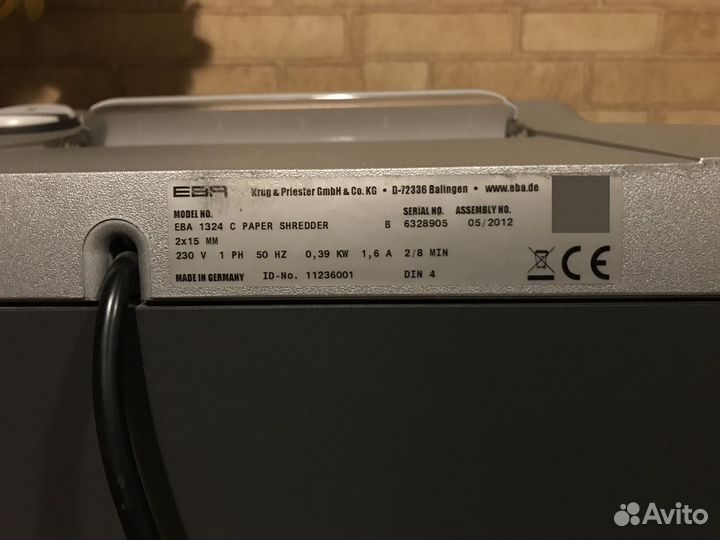 EBA Krug & Priester GmbH & Co. KG • D-72336 Balingen • www.eba.de
MODEL NO. SERIAL NO. ASSEMBLY NO.
EBA 1324 C PAPER SHREDDER B 6328905 05/2012
2x15 MM
230 V 1 PH 50 HZ 0,39 KW 1,6 A 2/8 MIN
MADE IN GERMANY ID-No. 11236001 DIN 4
CE
Avito